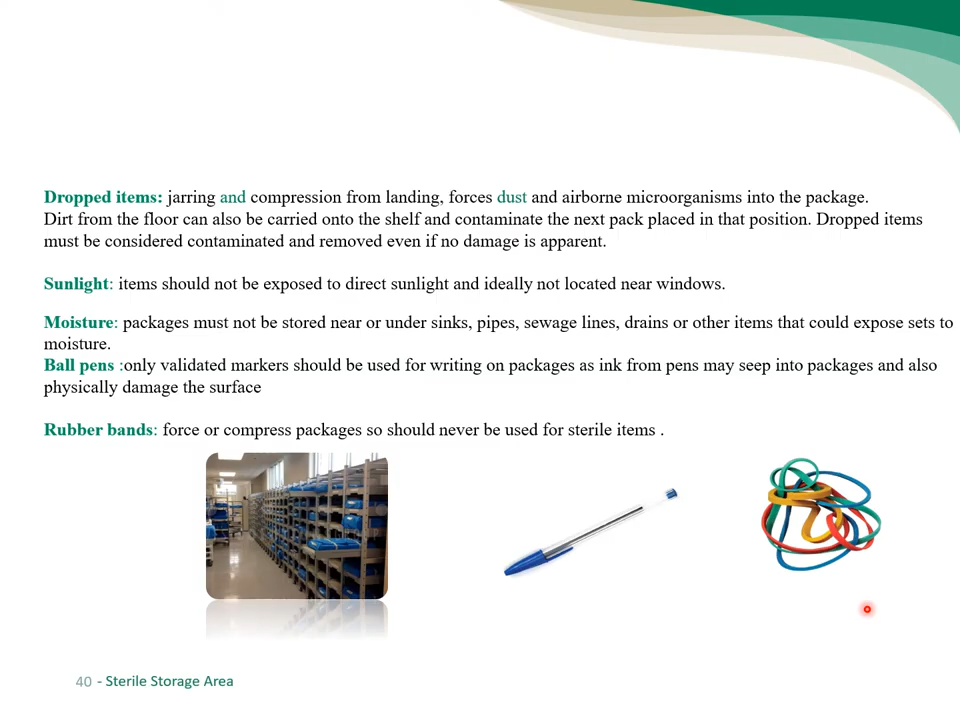 Dropped items: jarring and compression from landing, forces dust and airborne microorganisms into the package.
Dirt from the floor can also be carried onto the shelf and contaminate the next pack placed in that position. Dropped items
must be considered contaminated and removed even if no damage is apparent.
Sunlight: items should not be exposed to direct sunlight and ideally not located near windows.
Moisture: packages must not be stored near or under sinks, pipes, sewage lines, drains or other items that could expose sets to
moisture.
Ball pens :only validated markers should be used for writing on packages as ink from pens may seep into packages and also
physically damage the surface
Rubber bands: force or compress packages so should never be used for sterile items .
40 - Sterile Storage Area